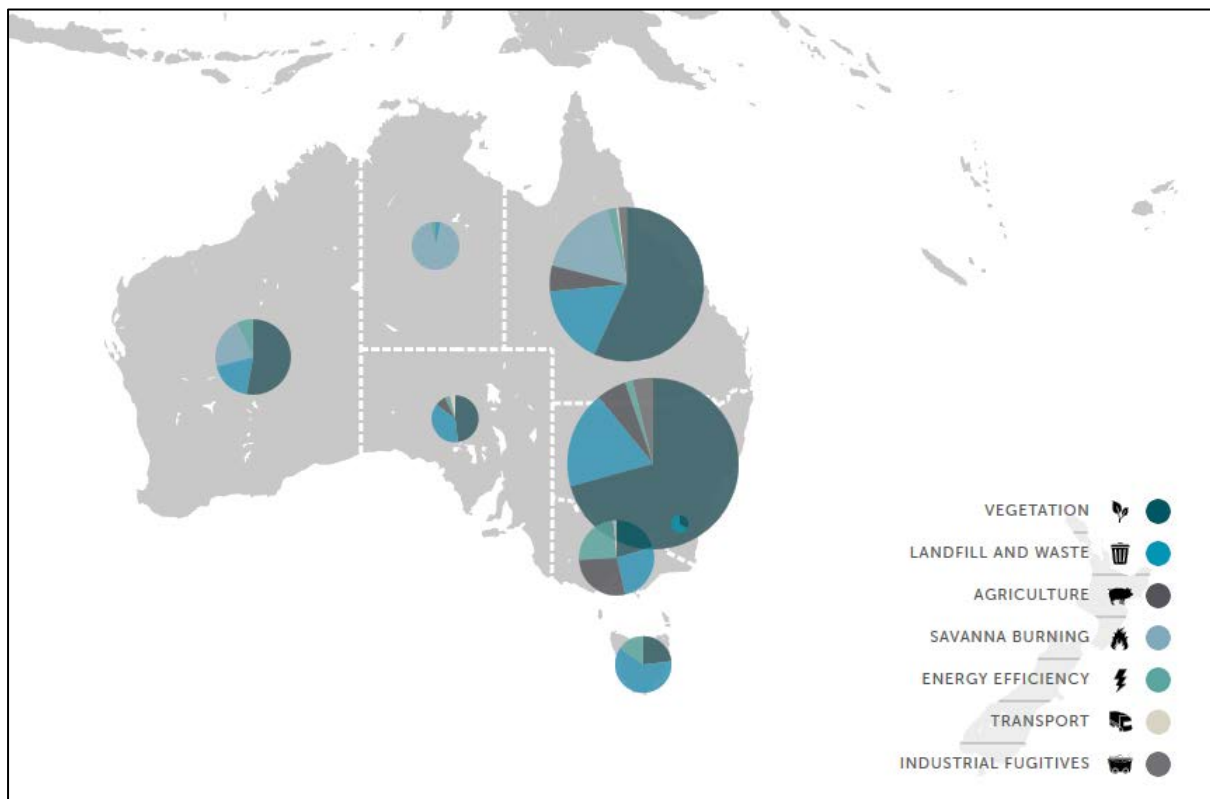 VEGETATION
LANDFILL AND WASTE
AGRICULTURE
SAVANNA BURNING
ENERGY EFFICIENCY
TRANSPORT
INDUSTRIAL FUGITIVES